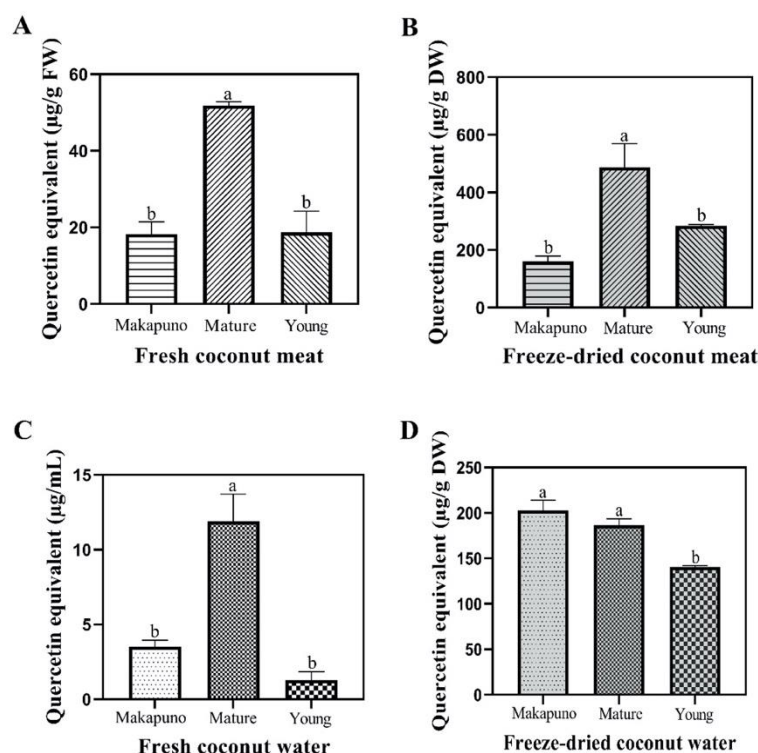 A
Quercetin equivalent (µg/g FW)
60
40
20
0
b
a
b
Makapuno Mature Young
Fresh coconut meat
B
Quercetin equivalent (µg/g DW)
800
600
400
200
0
b
a
b
Makapuno Mature Young
Freeze-dried coconut meat
C
Quercetin equivalent (µg/mL)
15
10
5
0
b
a
b
Makapuno Mature Young
Fresh coconut water
D
Quercetin equivalent (µg/g DW)
250
200
150
100
50
0
a
a
b
Makapuno Mature Young
Freeze-dried coconut water